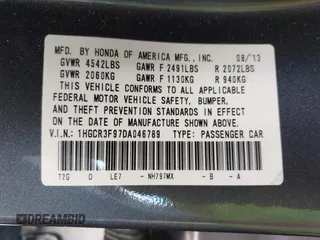 MFD. BY HONDA OF AMERICA MFG., INC. 08/13
GVWR 4542LBS GAWR F 2491LBS R 2072LBS
GVWR 2060KG GAWR F 1130KG R 940KG
THIS VEHICLE CONFORMS TO ALL APPLICABLE
FEDERAL MOTOR VEHICLE SAFETY, BUMPER,
AND THEFT PREVENTION STANDARDS IN EFFECT
ON THE DATE OF MANUFACTURE SHOWN ABOVE.
V.I.N.: 1HGCR3F97DA046789 TYPE: PASSENGER CAR
T2G D LE7 - NH797MX - B - A
DREAMBID